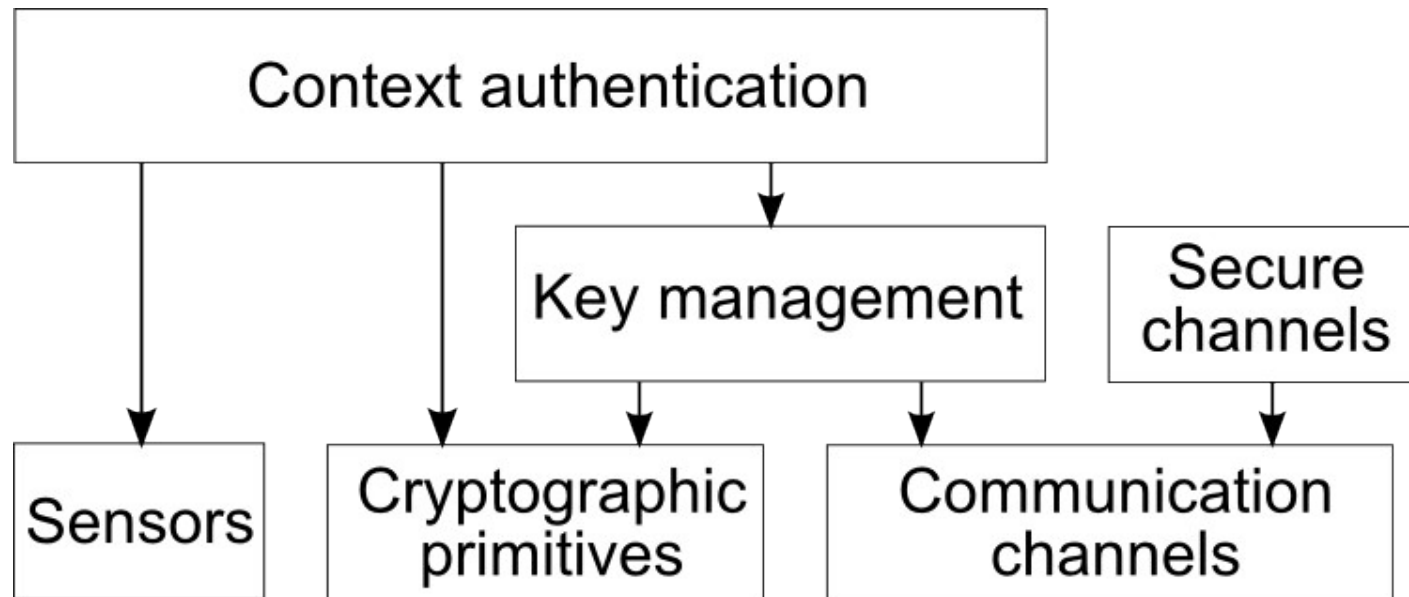 Context authentication
Key management
Secure
channels
Sensors
Cryptographic
primitives
Communication
channels